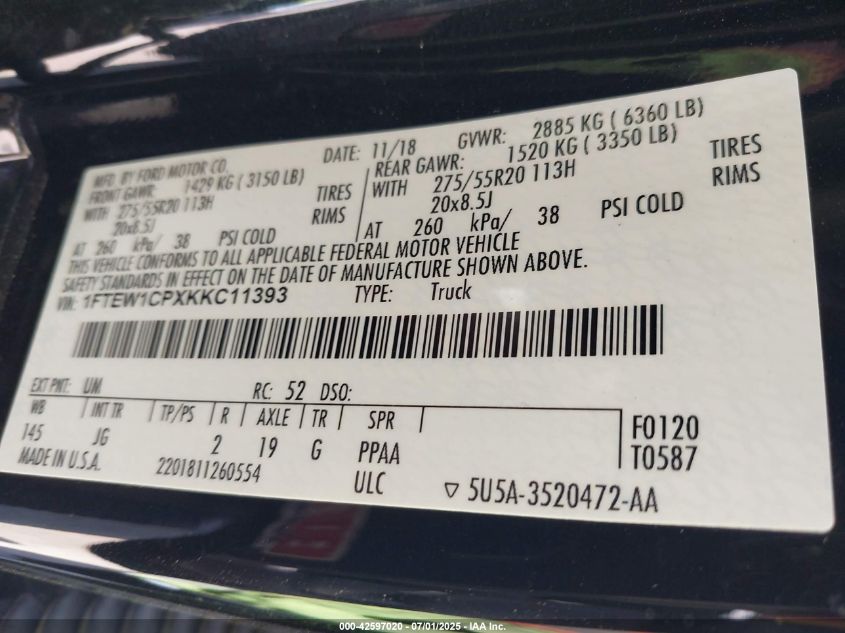 MFD. BY FORD MOTOR CO. DATE: 11/18 GVWR: 2885 KG ( 6360 LB)
FRONT GAWR: 1429 KG ( 3150 LB) REAR GAWR: 1520 KG ( 3350 LB)
WITH 275/55R20 113H TIRES WITH 275/55R20 113H TIRES
20x8.5J RIMS 20x8.5J RIMS
AT 260 kPa/ 38 PSI COLD AT 260 kPa/ 38 PSI COLD
THIS VEHICLE CONFORMS TO ALL APPLICABLE FEDERAL MOTOR VEHICLE
SAFETY STANDARDS IN EFFECT ON THE DATE OF MANUFACTURE SHOWN ABOVE.
VIN: 1FTEW1CPXKKC11393 TYPE: Truck
EXT PNT: UM RC: 52 DSO:
WB INT TR TP/PS R AXLE TR SPR F0120
145 JG 2 19 G PPAA T0587
MADE IN U.S.A. 2201811260554 ULC ▽ 5U5A-3520472-AA
000-42597020 - 07/01/2025 - IAA Inc.